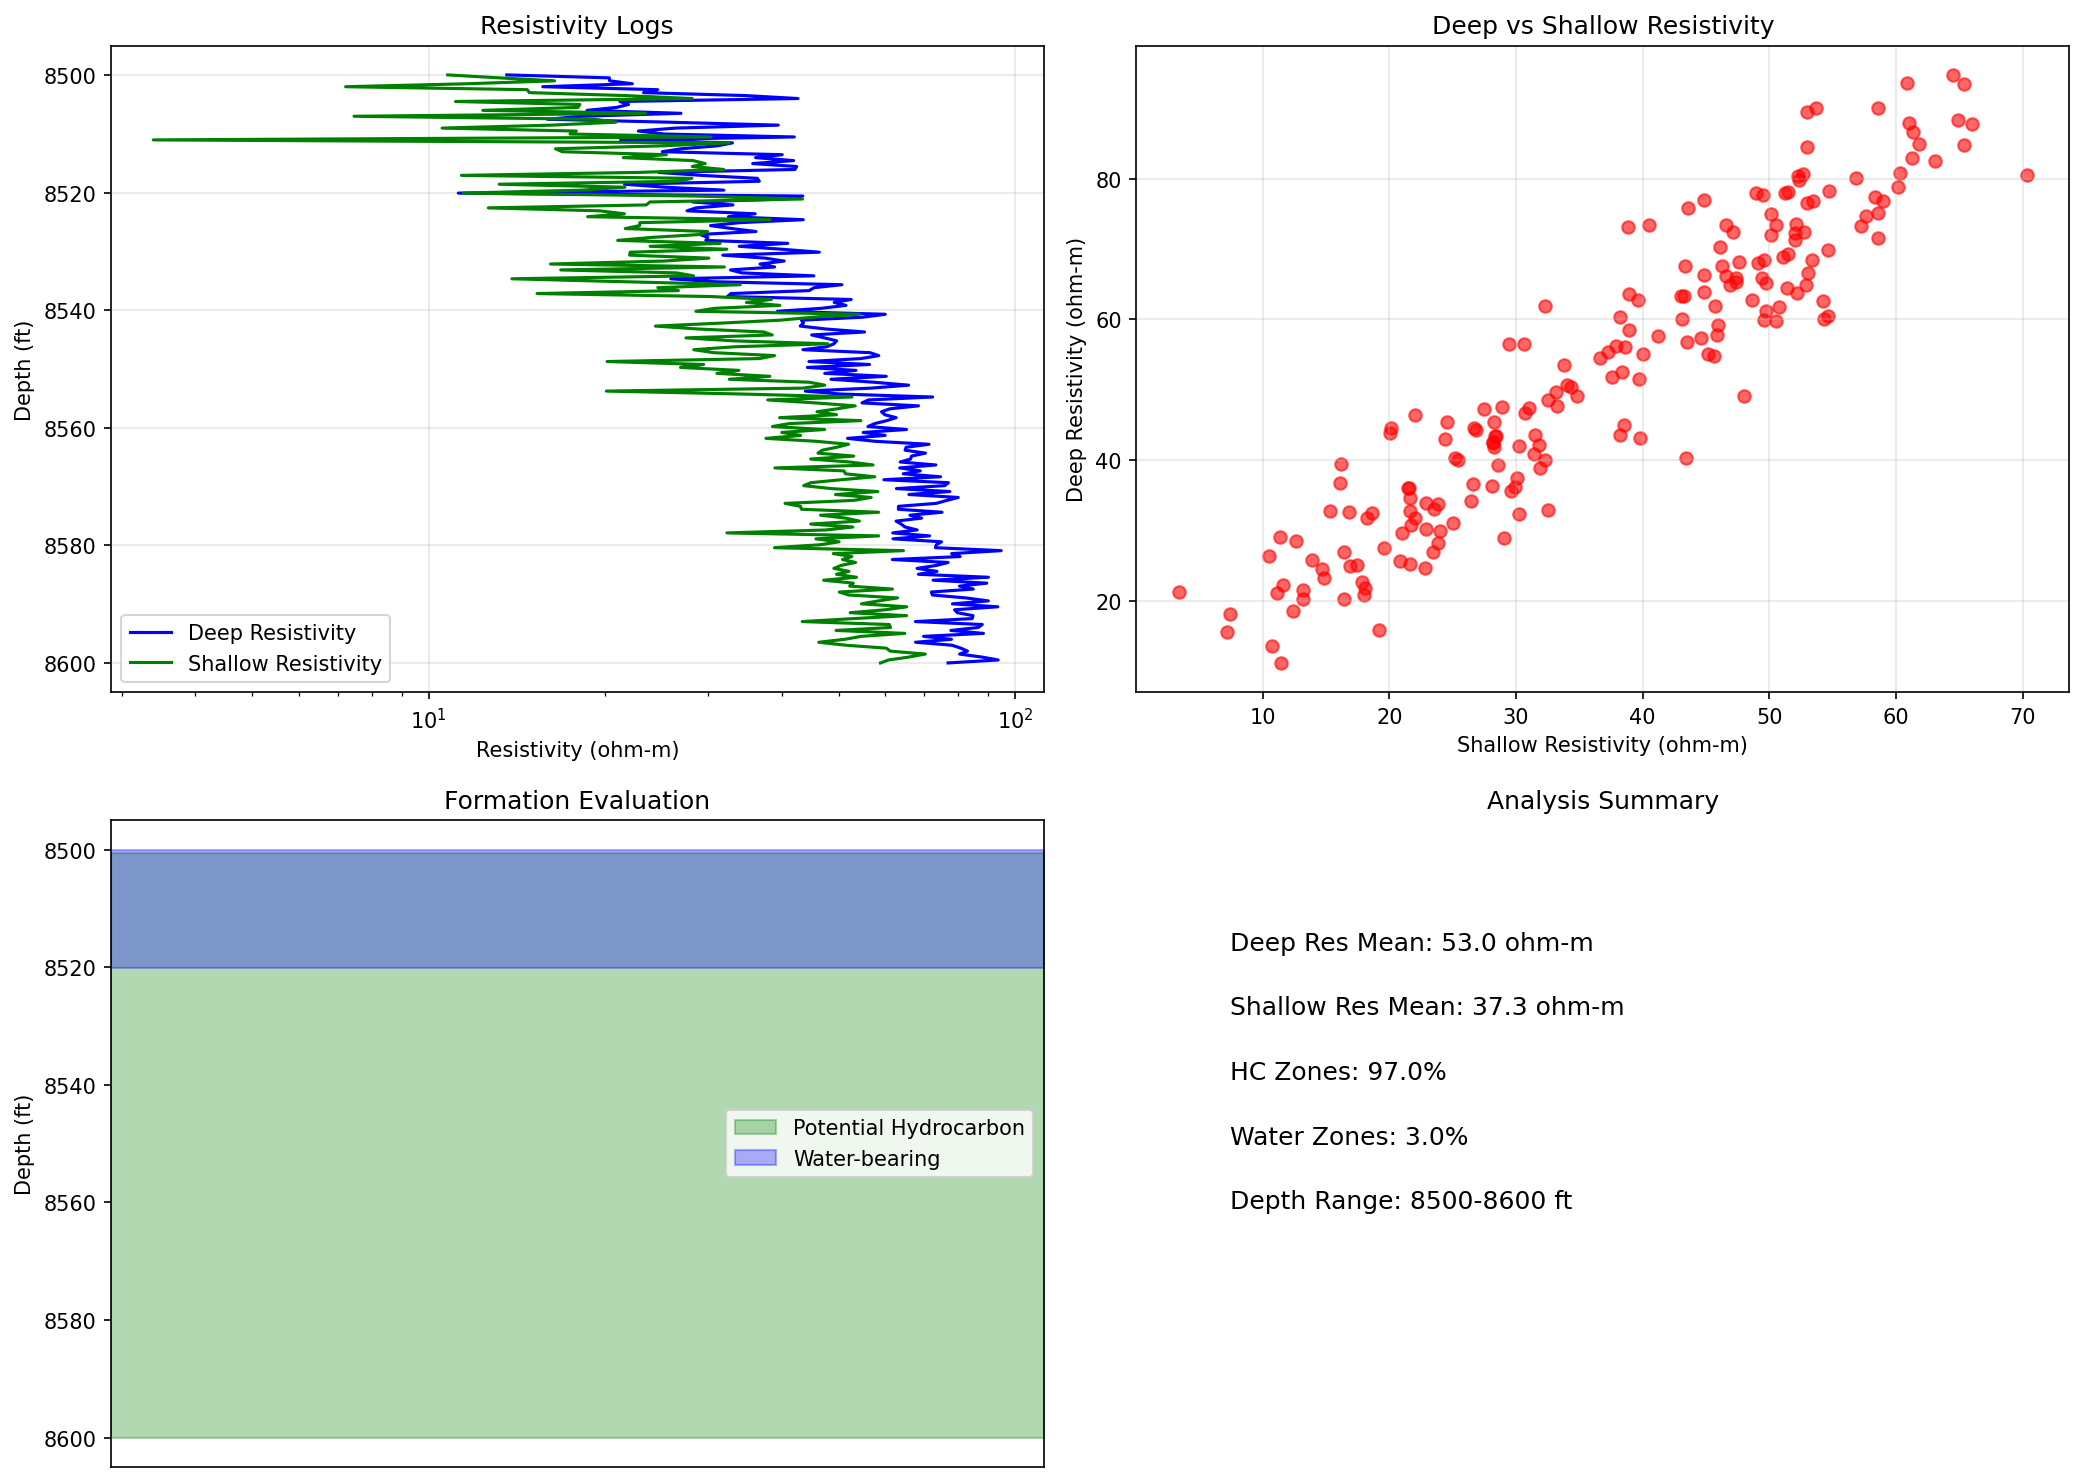 Resistivity Logs
8500
8520
8540
8560
8580
8600
Depth (ft)
Deep Resistivity
Shallow Resistivity
10¹
10²
Resistivity (ohm-m)
Deep vs Shallow Resistivity
80
60
40
20
Deep Resistivity (ohm-m)
10
20
30
40
50
60
70
Shallow Resistivity (ohm-m)
Formation Evaluation
8500
8520
8540
8560
8580
8600
Depth (ft)
Potential Hydrocarbon
Water-bearing
Analysis Summary
Deep Res Mean: 53.0 ohm-m
Shallow Res Mean: 37.3 ohm-m
HC Zones: 97.0%
Water Zones: 3.0%
Depth Range: 8500-8600 ft